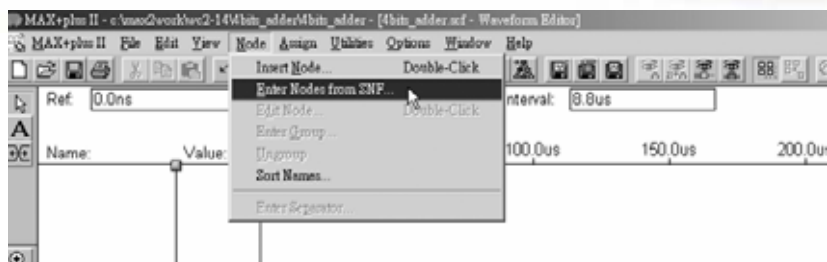 MAX+plus II - c:\max2work\wc2-14\4bits_adder\4bits_adder - [4bits_adder.scf - Waveform Editor]
MAX+plus II File Edit View Node Assign Utilities Options Window Help
Insert Node... Double-Click
Ref: 0.0ns Enter Nodes from SNF... nterval: 8.8us
Edit Node... Double-Click
Enter Group...
Name: Value: Ungroup 100.0us 150.0us 200.0u
Sort Names...
Enter Separator...